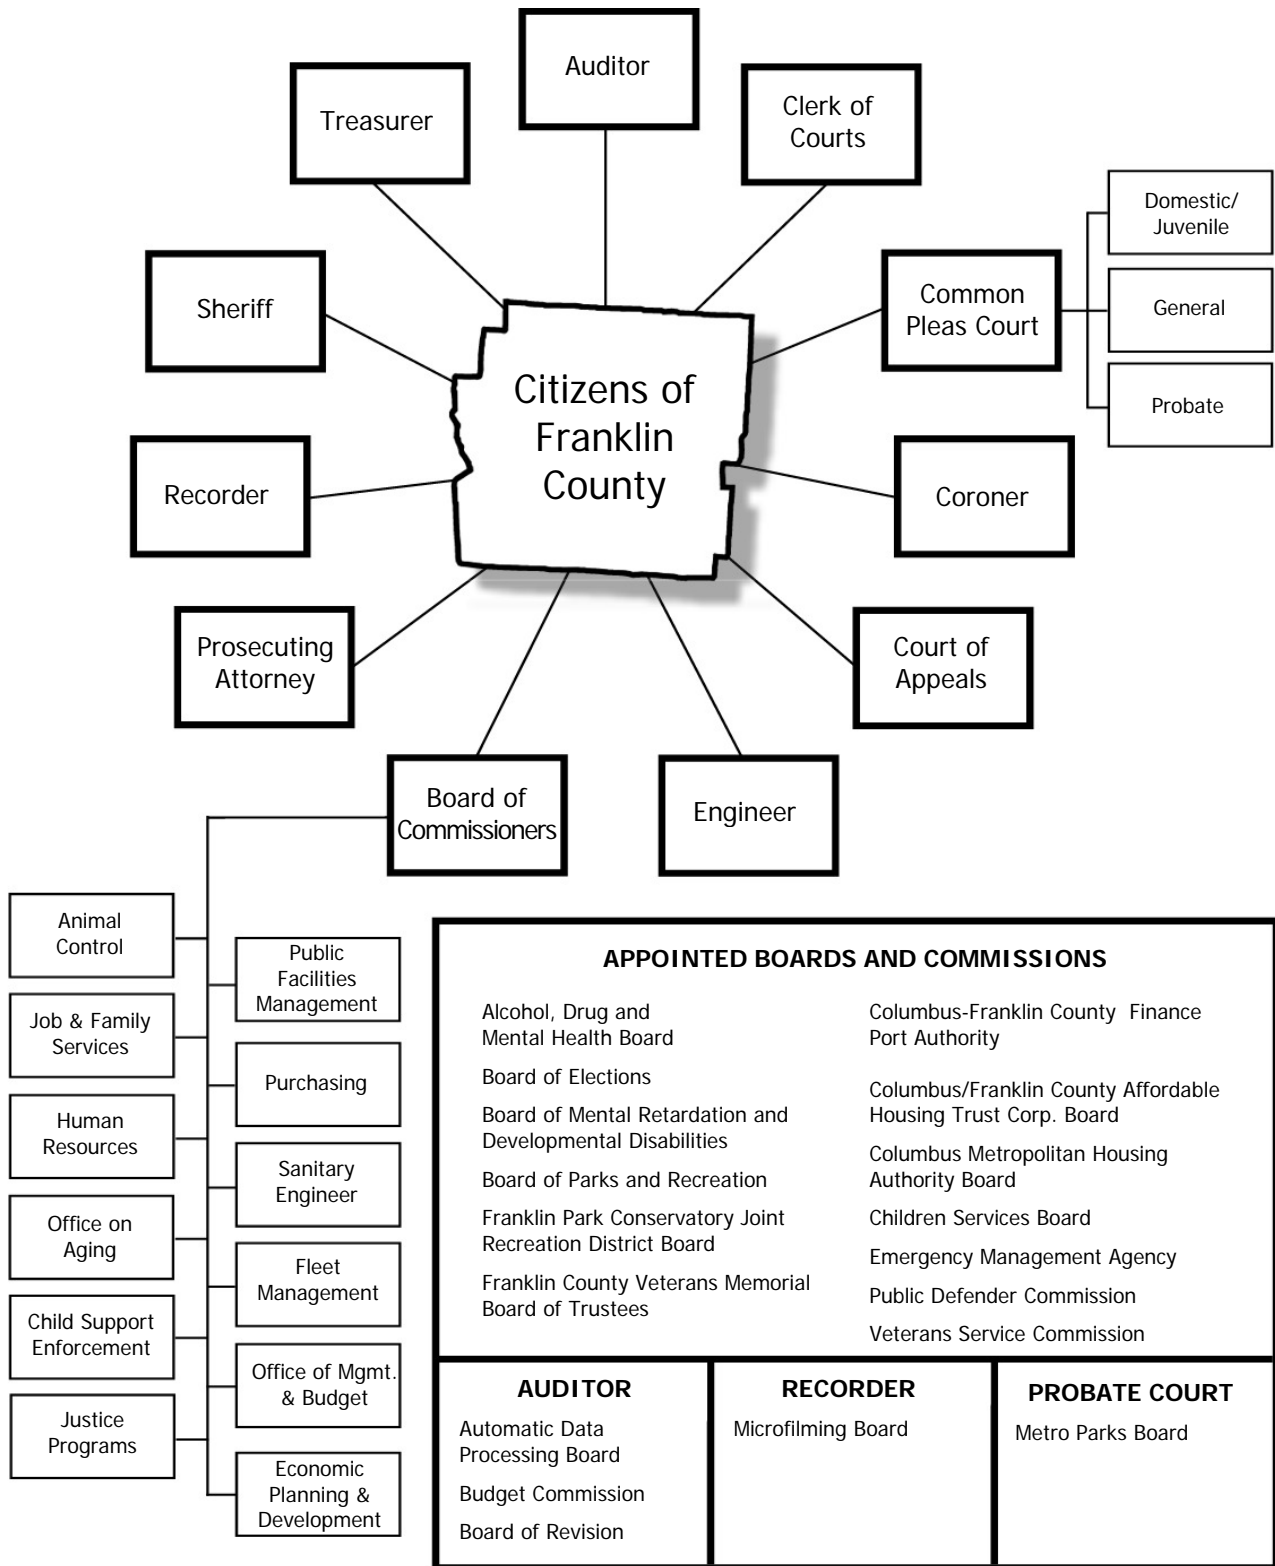 Auditor
Treasurer
Clerk of
Courts
Domestic/
Juvenile
Sheriff
Common
Pleas Court
General
Citizens of
Franklin
County
Probate
Recorder
Coroner
Prosecuting
Attorney
Court of
Appeals
Board of
Commissioners
Engineer
Animal
Control
Job & Family
Services
Human
Resources
Office on
Aging
Child Support
Enforcement
Justice
Programs
Public
Facilities
Management
Purchasing
Sanitary
Engineer
Fleet
Management
Office of Mgmt.
& Budget
Economic
Planning &
Development
APPOINTED BOARDS AND COMMISSIONS
Alcohol, Drug and
Mental Health Board
Board of Elections
Board of Mental Retardation and
Developmental Disabilities
Board of Parks and Recreation
Franklin Park Conservatory Joint
Recreation District Board
Franklin County Veterans Memorial
Board of Trustees
Columbus-Franklin County Finance
Port Authority
Columbus/Franklin County Affordable
Housing Trust Corp. Board
Columbus Metropolitan Housing
Authority Board
Children Services Board
Emergency Management Agency
Public Defender Commission
Veterans Service Commission
AUDITOR
Automatic Data
Processing Board
Budget Commission
Board of Revision
RECORDER
Microfilming Board
PROBATE COURT
Metro Parks Board